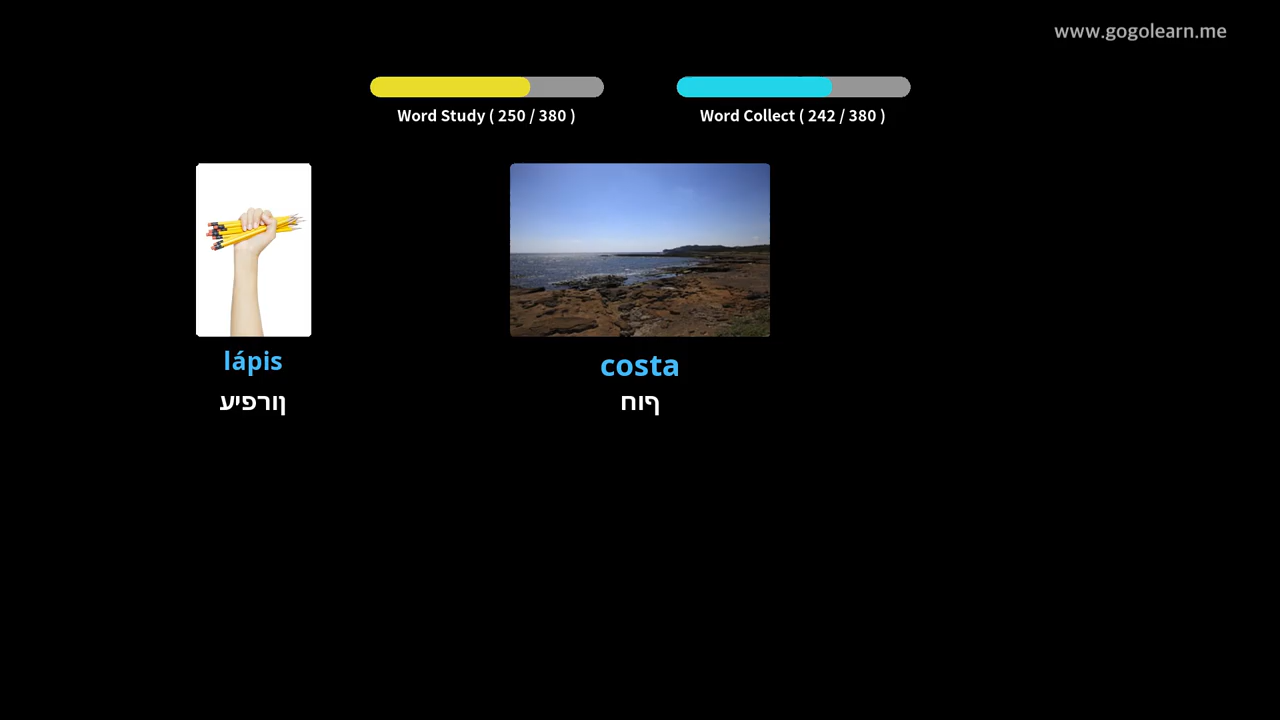 www.gogolearn.me
Word Study ( 250 / 380 )
Word Collect ( 242 / 380 )
lápis
ןורפיע
costa
ףוח